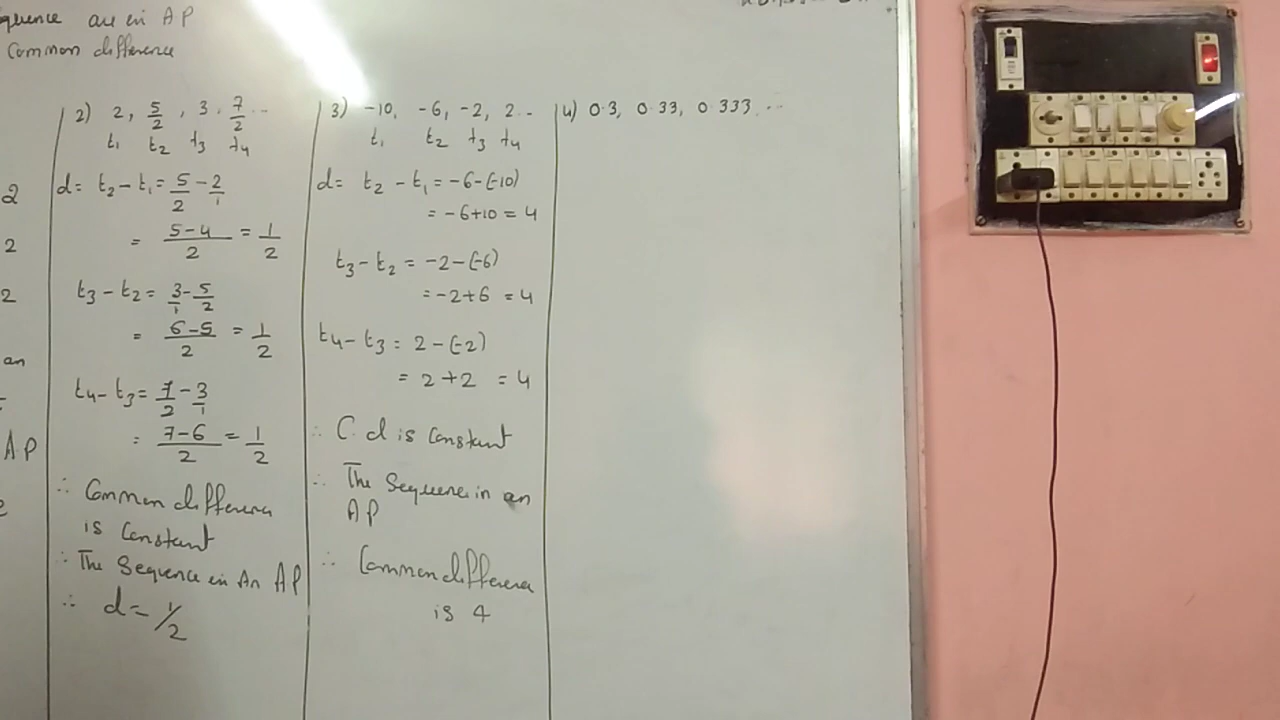 quence are in AP
Common difference
2
2
2
an
AP
2) 2, 5/2, 3, 7/2 ...
t₁ t₂ t₃ t₄
d = t₂ - t₁ = 5/2 - 2/1
= 5-4/2 = 1/2
t₃ - t₂ = 3/1 - 5/2
= 6-5/2 = 1/2
t₄ - t₃ = 7/2 - 3/1
= 7-6/2 = 1/2
∴ Common difference
is Constant
∴ The Sequence in An AP
∴ d = 1/2
3) -10, -6, -2, 2 ..
t₁ t₂ t₃ t₄
d = t₂ - t₁ = -6-(-10)
= -6+10 = 4
t₃ - t₂ = -2-(-6)
= -2+6 = 4
t₄ - t₃ = 2-(-2)
= 2+2 = 4
∴ C.d is Constant
∴ The Sequence in an
AP
∴ Common difference
is 4
4) 0.3, 0.33, 0.333, ...